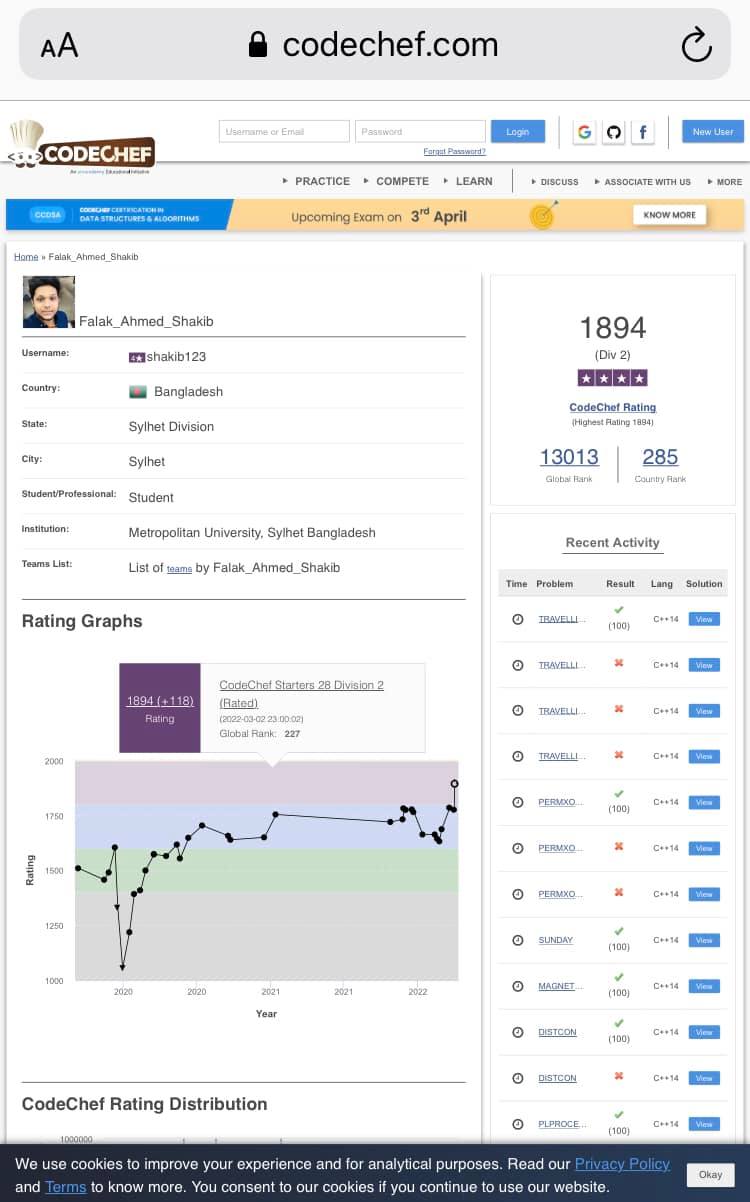 AA codechef.com
Username or Email Password Login New User
Forgot Password?
CODECHEF
An unacademy Educational Initiative
PRACTICE COMPETE LEARN DISCUSS ASSOCIATE WITH US MORE
CCDSA CODECHEF CERTIFICATION IN
DATA STRUCTURES & ALGORITHMS
Upcoming Exam on 3rd April KNOW MORE
Home » Falak_Ahmed_Shakib
Falak_Ahmed_Shakib
Username: 4★ shakib123
Country: Bangladesh
State: Sylhet Division
City: Sylhet
Student/Professional: Student
Institution: Metropolitan University, Sylhet Bangladesh
Teams List: List of teams by Falak_Ahmed_Shakib
1894
(Div 2)
★★★★
CodeChef Rating
(Highest Rating 1894)
13013 285
Global Rank Country Rank
Rating Graphs
1894 (+118)
Rating
CodeChef Starters 28 Division 2
(Rated)
(2022-03-02 23:00:02)
Global Rank: 227
2000
1750
1500
1250
1000
Rating
2020 2020 2021 2021 2022
Year
Recent Activity
Time Problem Result Lang Solution
TRAVELLI... (100) C++14 View
TRAVELLI... C++14 View
TRAVELLI... C++14 View
TRAVELLI... C++14 View
PERMXO... (100) C++14 View
PERMXO... C++14 View
PERMXO... C++14 View
SUNDAY (100) C++14 View
MAGNET... (100) C++14 View
DISTCON (100) C++14 View
DISTCON C++14 View
PLPROCE... (100) C++14 View
CodeChef Rating Distribution
1000000
We use cookies to improve your experience and for analytical purposes. Read our Privacy Policy
and Terms to know more. You consent to our cookies if you continue to use our website.
Okay